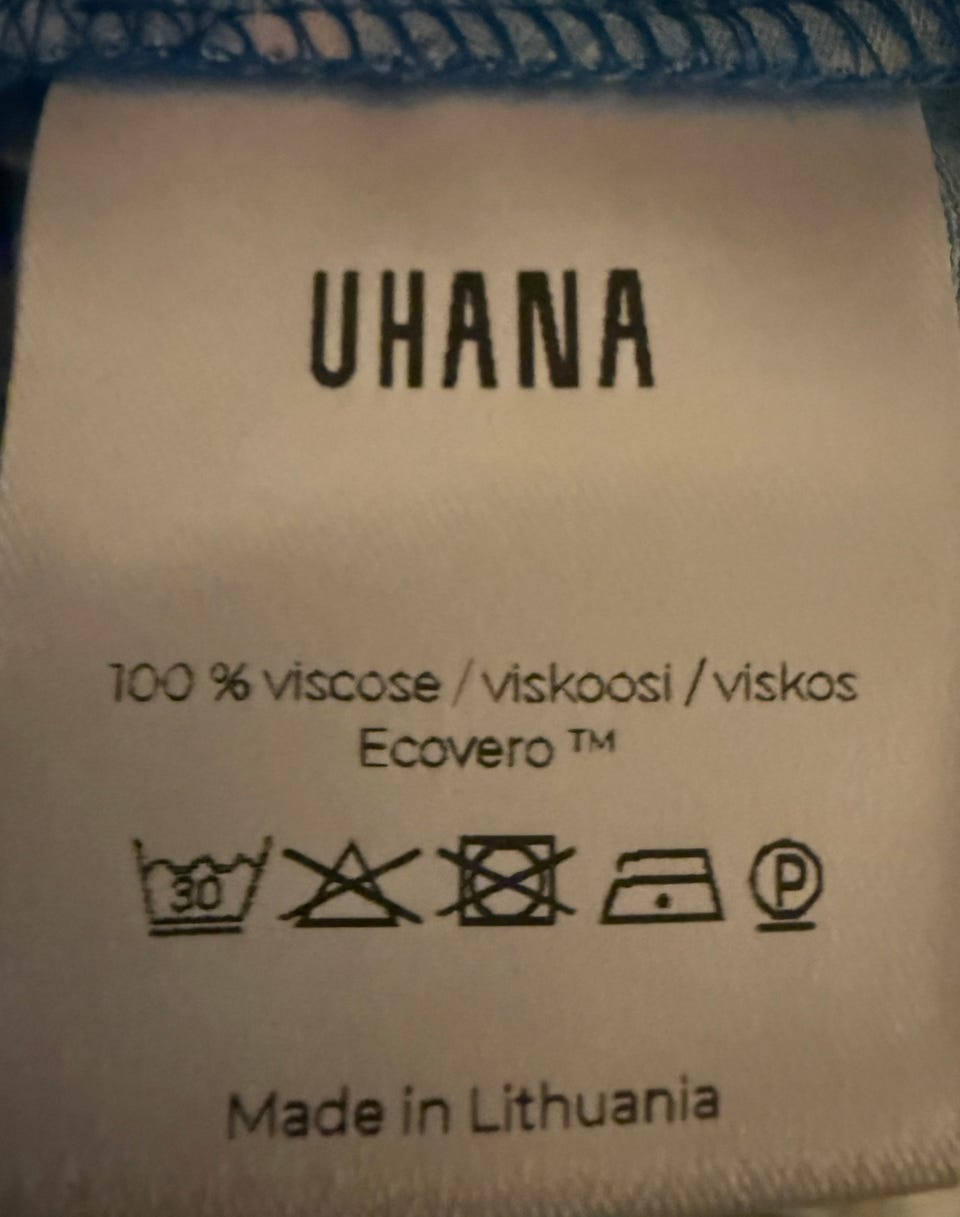 UHANA
100 % viscose / viskoosi / viskos
Ecovero ™
30 P
Made in Lithuania